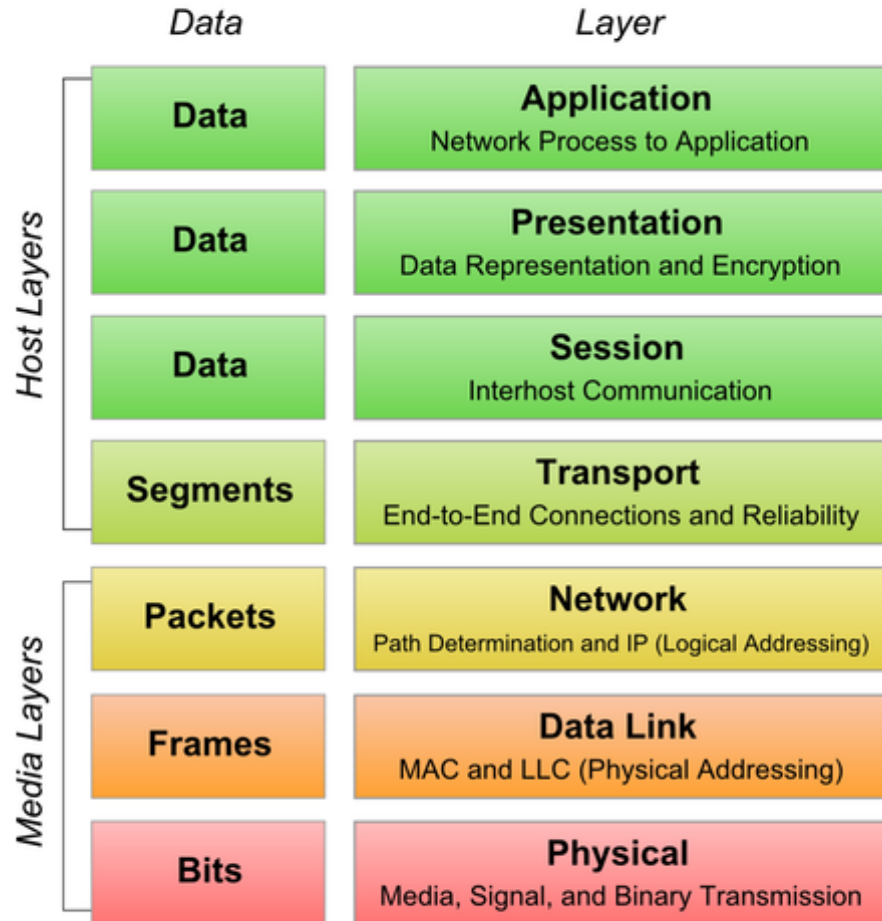 Data
Layer
Host Layers
Data
Application
Network Process to Application
Data
Presentation
Data Representation and Encryption
Data
Session
Interhost Communication
Segments
Transport
End-to-End Connections and Reliability
Media Layers
Packets
Network
Path Determination and IP (Logical Addressing)
Frames
Data Link
MAC and LLC (Physical Addressing)
Bits
Physical
Media, Signal, and Binary Transmission